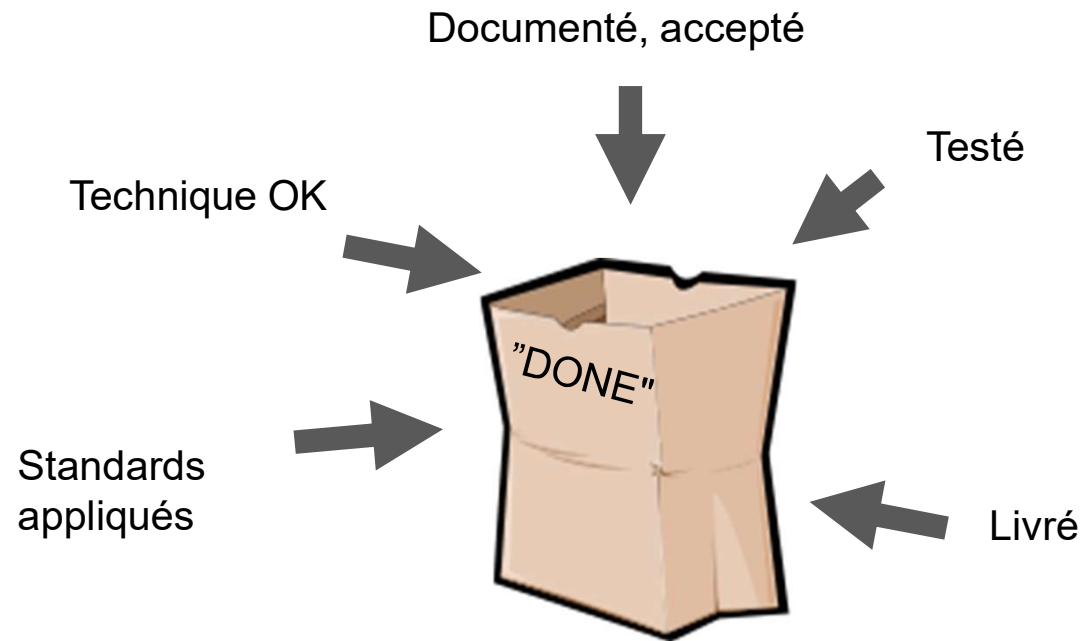 Documenté, accepté
Testé
Technique OK
”DONE"
Standards
appliqués
Livré